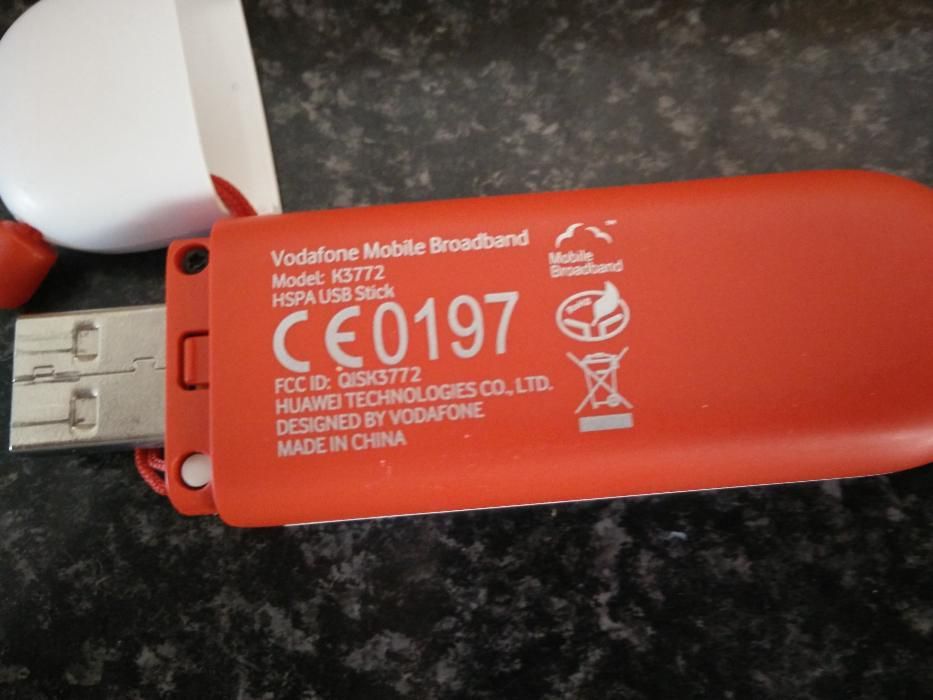 Vodafone Mobile Broadband
Model: K3772
HSPA USB Stick
CE0197
FCC ID: QISK3772
HUAWEI TECHNOLOGIES CO., LTD.
DESIGNED BY VODAFONE
MADE IN CHINA
Mobile
Broadband
RoHS